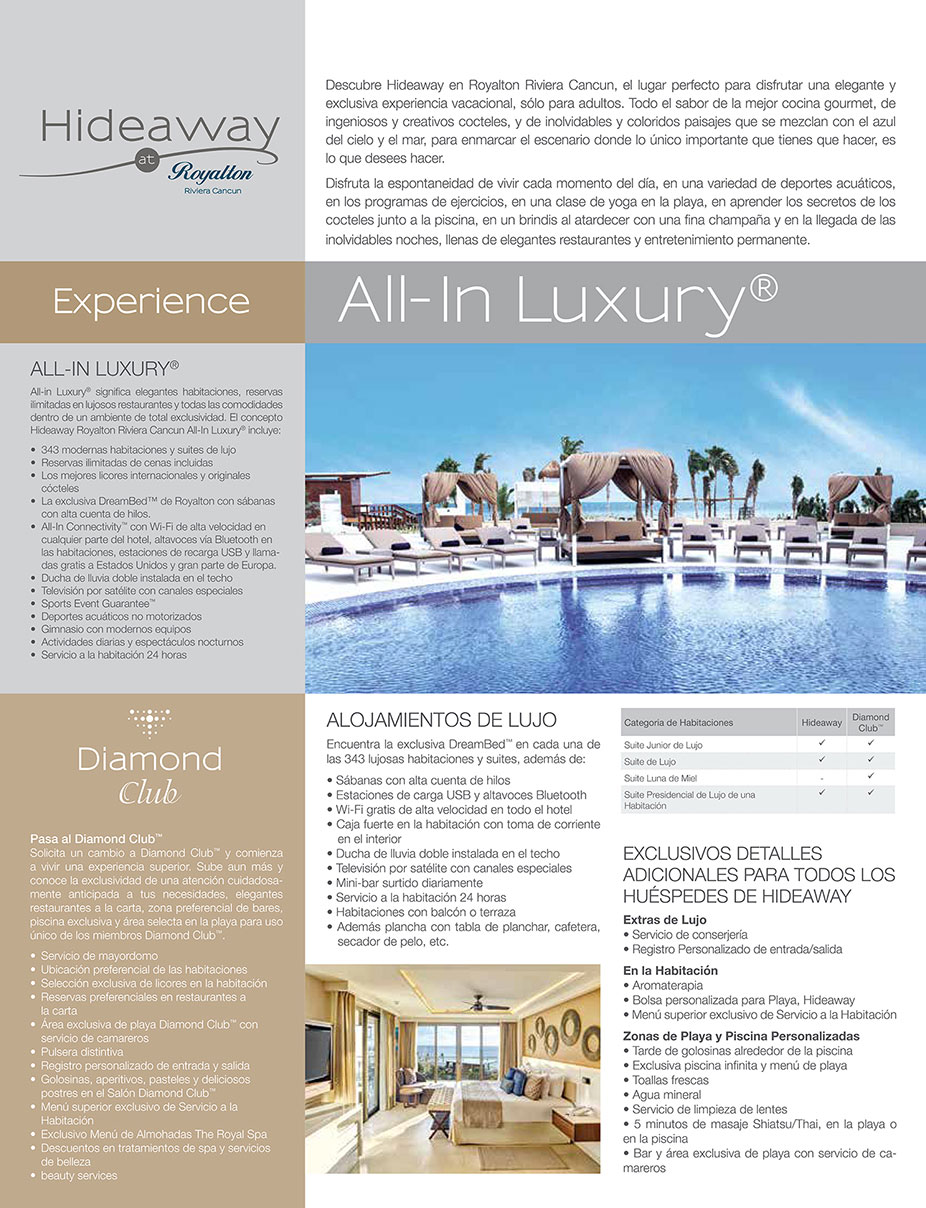 Hideaway
at
Royalton
Riviera Cancun
Descubre Hideaway en Royalton Riviera Cancun, el lugar perfecto para disfrutar una elegante y
exclusiva experiencia vacacional, sólo para adultos. Todo el sabor de la mejor cocina gourmet, de
ingeniosos y creativos cocteles, y de inolvidables y coloridos paisajes que se mezclan con el azul
del cielo y el mar, para enmarcar el escenario donde lo único importante que tienes que hacer, es
lo que desees hacer.
Disfruta la espontaneidad de vivir cada momento del día, en una variedad de deportes acuáticos,
en los programas de ejercicios, en una clase de yoga en la playa, en aprender los secretos de los
cocteles junto a la piscina, en un brindis al atardecer con una fina champaña y en la llegada de las
inolvidables noches, llenas de elegantes restaurantes y entretenimiento permanente.
Experience
All-In Luxury®
ALL-IN LUXURY®
All-in Luxury® significa elegantes habitaciones, reservas
ilimitadas en lujosos restaurantes y todas las comodidades
dentro de un ambiente de total exclusividad. El concepto
Hideaway Royalton Riviera Cancun All-In Luxury® incluye:
• 343 modernas habitaciones y suites de lujo
• Reservas ilimitadas de cenas incluidas
• Los mejores licores internacionales y originales
cócteles
• La exclusiva DreamBed™ de Royalton con sábanas
con alta cuenta de hilos.
• All-In Connectivity™ con Wi-Fi de alta velocidad en
cualquier parte del hotel, altavoces vía Bluetooth en
las habitaciones, estaciones de recarga USB y llama-
das gratis a Estados Unidos y gran parte de Europa.
• Ducha de lluvia doble instalada en el techo
• Televisión por satélite con canales especiales
• Sports Event Guarantee™
• Deportes acuáticos no motorizados
• Gimnasio con modernos equipos
• Actividades diarias y espectáculos nocturnos
• Servicio a la habitación 24 horas
Diamond
Club
Pasa al Diamond Club™
Solicita un cambio a Diamond Club™ y comienza
a vivir una experiencia superior. Sube aun más y
conoce la exclusividad de una atención cuidadosa-
mente anticipada a tus necesidades, elegantes
restaurantes a la carta, zona preferencial de bares,
piscina exclusiva y área selecta en la playa para uso
único de los miembros Diamond Club™.
• Servicio de mayordomo
• Ubicación preferencial de las habitaciones
• Selección exclusiva de licores en la habitación
• Reservas preferenciales en restaurantes a
la carta
• Área exclusiva de playa Diamond Club™ con
servicio de camareros
• Pulsera distintiva
• Registro personalizado de entrada y salida
• Golosinas, aperitivos, pasteles y deliciosos
postres en el Salón Diamond Club™
• Menú superior exclusivo de Servicio a la
Habitación
• Exclusivo Menú de Almohadas The Royal Spa
• Descuentos en tratamientos de spa y servicios
de belleza
• beauty services
ALOJAMIENTOS DE LUJO
Encuentra la exclusiva DreamBed™ en cada una de
las 343 lujosas habitaciones y suites, además de:
• Sábanas con alta cuenta de hilos
• Estaciones de carga USB y altavoces Bluetooth
• Wi-Fi gratis de alta velocidad en todo el hotel
• Caja fuerte en la habitación con toma de corriente
en el interior
• Ducha de lluvia doble instalada en el techo
• Televisión por satélite con canales especiales
• Mini-bar surtido diariamente
• Servicio a la habitación 24 horas
• Habitaciones con balcón o terraza
• Además plancha con tabla de planchar, cafetera,
secador de pelo, etc.
Categoria de Habitaciones Hideaway Diamond Club™
Suite Junior de Lujo ✓ ✓
Suite de Lujo ✓ ✓
Suite Luna de Miel - ✓
Suite Presidencial de Lujo de una ✓ ✓
Habitación
EXCLUSIVOS DETALLES
ADICIONALES PARA TODOS LOS
HUÉSPEDES DE HIDEAWAY
Extras de Lujo
• Servicio de conserjería
• Registro Personalizado de entrada/salida
En la Habitación
• Aromaterapia
• Bolsa personalizada para Playa, Hideaway
• Menú superior exclusivo de Servicio a la Habitación
Zonas de Playa y Piscina Personalizadas
• Tarde de golosinas alrededor de la piscina
• Exclusiva piscina infinita y menú de playa
• Toallas frescas
• Agua mineral
• Servicio de limpieza de lentes
• 5 minutos de masaje Shiatsu/Thai, en la playa o
en la piscina
• Bar y área exclusiva de playa con servicio de ca-
mareros